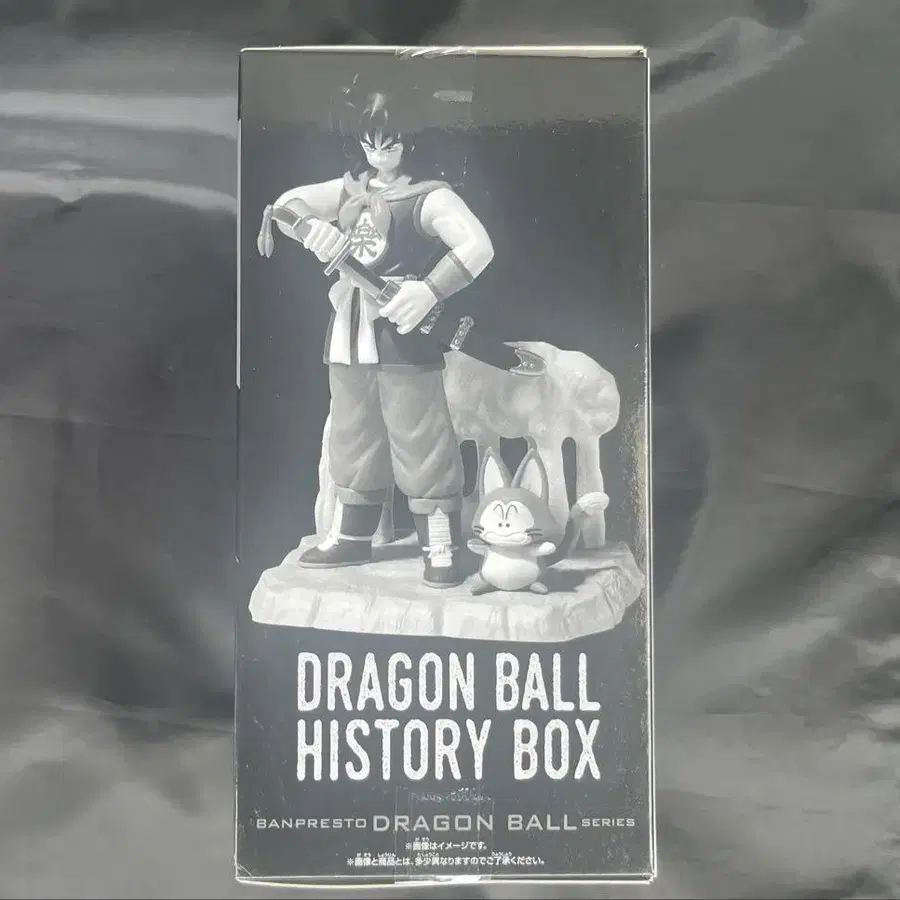 樂
DRAGON BALL
HISTORY BOX
BANPRESTO DRAGON BALL SERIES
※画像はイメージです。
※画像と商品とは、多少異なりますのでご了承ください。